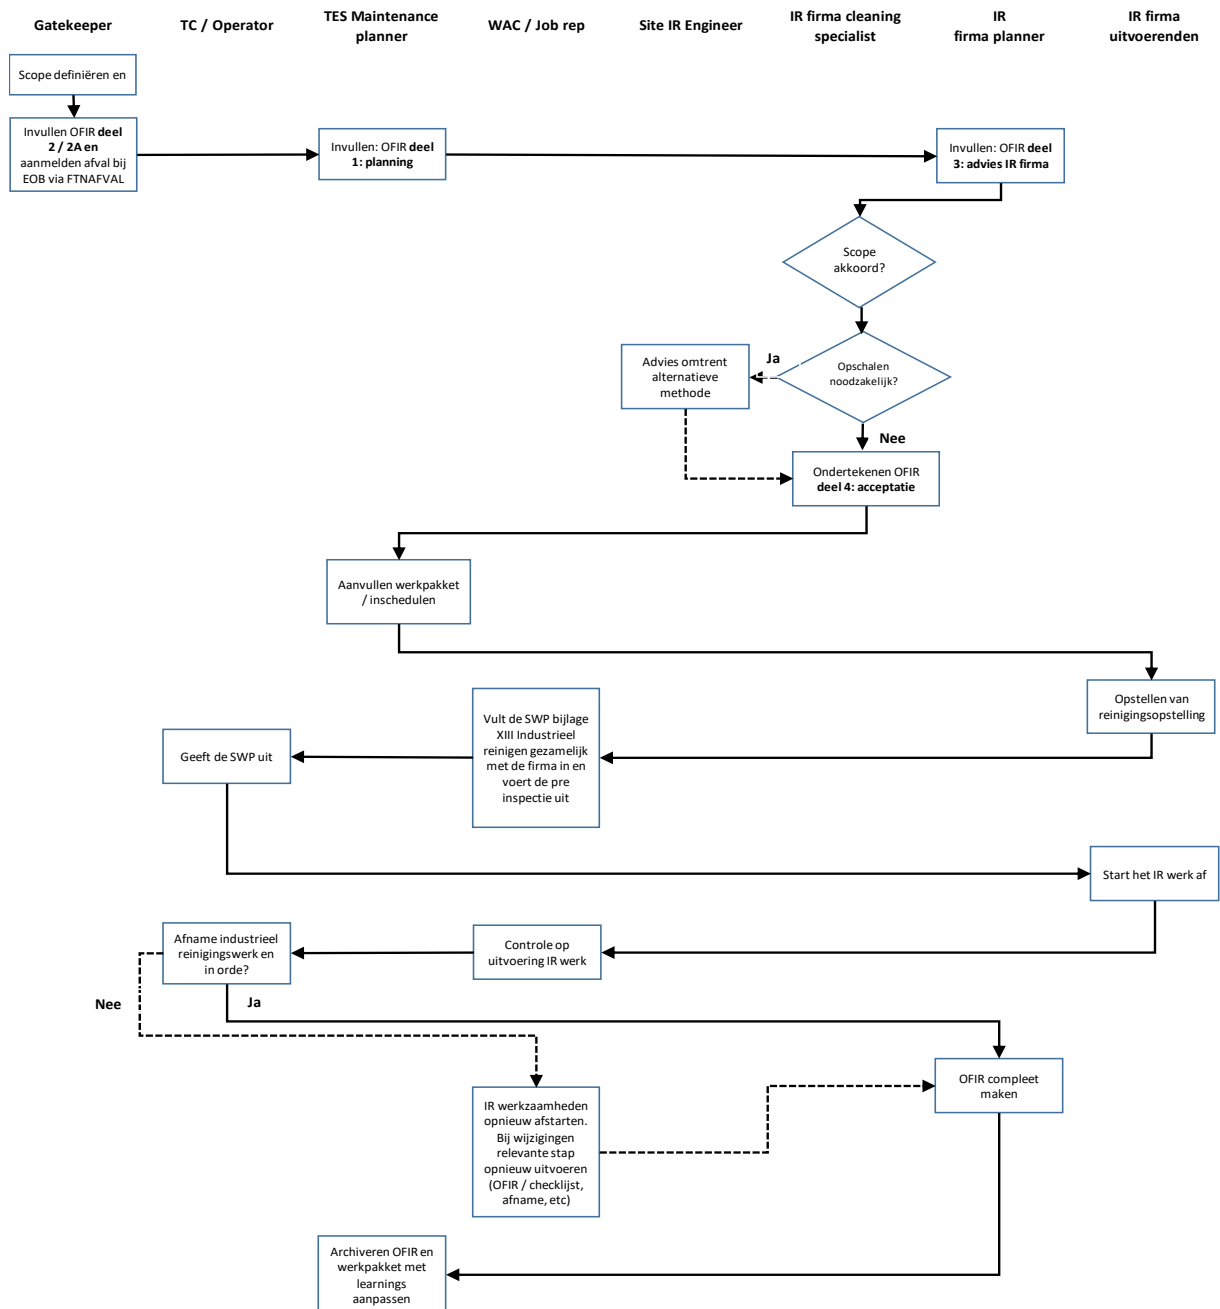 Gatekeeper
TC / Operator
TES Maintenance
planner
WAC / Job rep
Site IR Engineer
IR firma cleaning
specialist
IR
firma planner
IR firma
uitvoerenden
Scope definiëren en
Invullen OFIR deel
2 / 2A en
aanmelden afval bij
EOB via FTNAFVAL
Invullen: OFIR deel
1: planning
Invullen: OFIR deel
3: advies IR firma
Scope
akkoord?
Advies omtrent
alternatieve
methode
Ja
Opschalen
noodzakelijk?
Nee
Ondertekenen OFIR
deel 4: acceptatie
Aanvullen werkpakket
/ inschedulen
Opstellen van
reinigingsopstelling
Vult de SWP bijlage
XIII Industrieel
reinigen gezamelijk
met de firma in en
voert de pre
inspectie uit
Geeft de SWP uit
Start het IR werk af
Afname industrieel
reinigingswerk en
in orde?
Controle op
uitvoering IR werk
Nee
Ja
OFIR compleet
maken
IR werkzaamheden
opnieuw afstarten.
Bij wijzigingen
relevante stap
opnieuw uitvoeren
(OFIR / checklijst,
afname, etc)
Archiveren OFIR en
werkpakket met
learnings
aanpassen